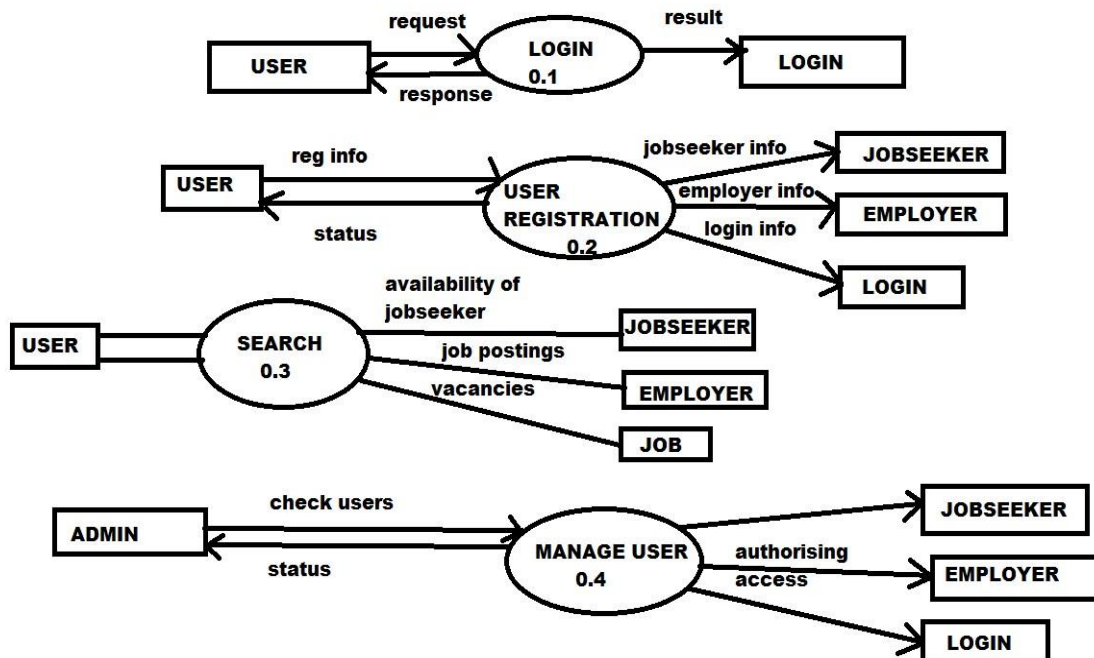 request
result
USER
LOGIN
0.1
LOGIN
response
reg info
jobseeker info
JOBSEEKER
USER
USER
REGISTRATION
0.2
employer info
EMPLOYER
status
login info
LOGIN
availability of
jobseeker
JOBSEEKER
USER
SEARCH
0.3
job postings
EMPLOYER
vacancies
JOB
check users
JOBSEEKER
ADMIN
MANAGE USER
0.4
authorising
access
EMPLOYER
status
LOGIN